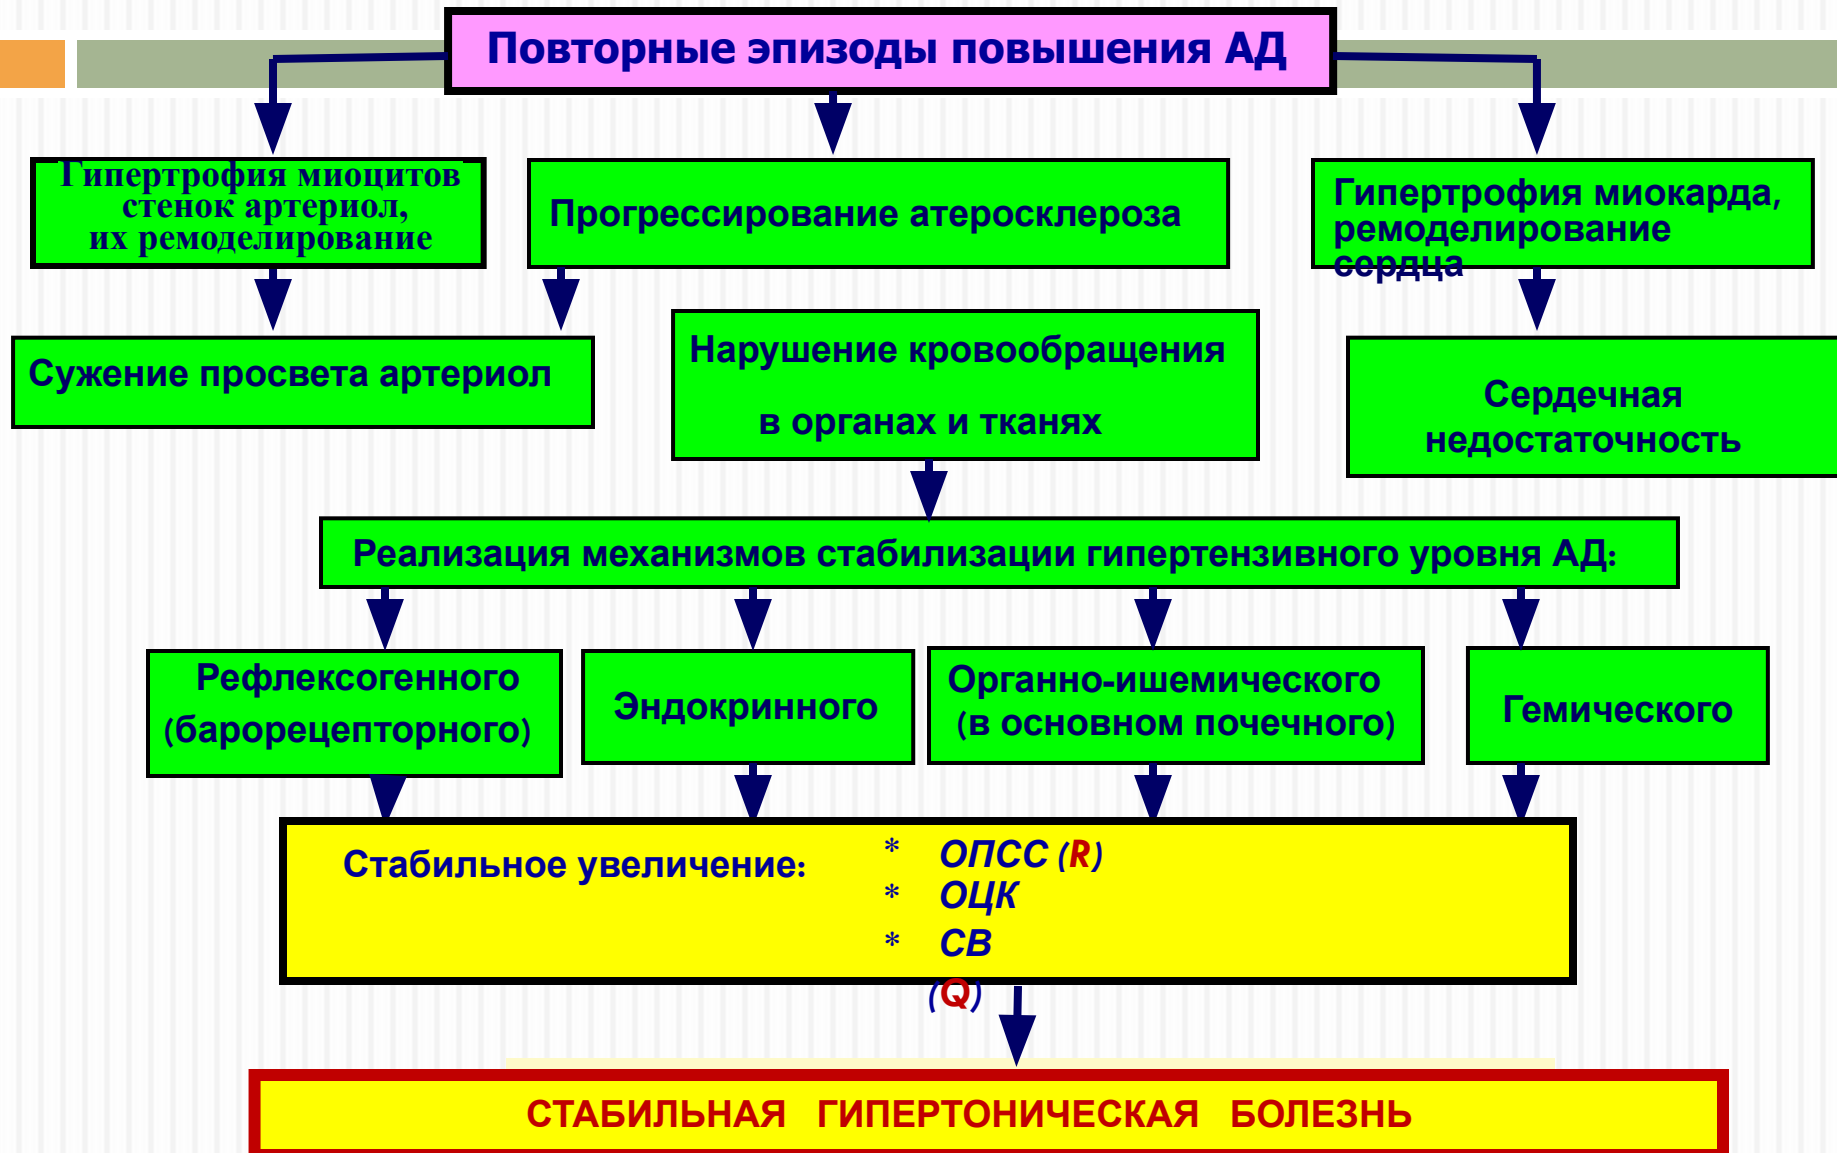 Повторные эпизоды повышения АД
Гипертрофия миоцитов
стенок артериол,
их ремоделирование
Прогрессирование атеросклероза
Гипертрофия миокарда,
ремоделирование
сердца
Сужение просвета артериол
Нарушение кровообращения
в органах и тканях
Сердечная
недостаточность
Реализация механизмов стабилизации гипертензивного уровня АД:
Рефлексогенного
(барорецепторного)
Эндокринного
Органно-ишемического
(в основном почечного)
Гемического
Стабильное увеличение:
* ОПСС (R)
* ОЦК
* СВ
(Q)
СТАБИЛЬНАЯ ГИПЕРТОНИЧЕСКАЯ БОЛЕЗНЬ